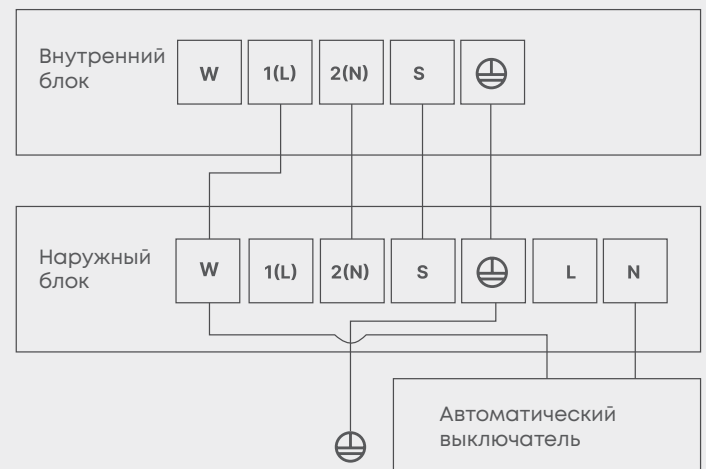 Внутренний
блок
W 1(L) 2(N) S
Наружный
блок
W 1(L) 2(N) S L N
Автоматический
выключатель